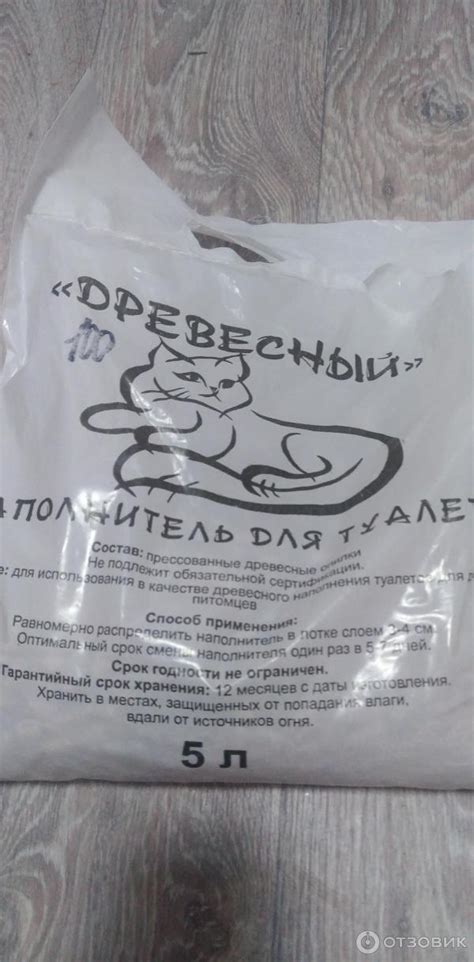 «ДРЕВЕСНЫЙ»
100
АПОЛНИТЕЛЬ ДЛЯ ТУАЛЕТ
Состав: прессованные древесные опилки
Не подлежит обязательной сертификации.
е: для использования в качестве древесного наполнения туалетов для д
питомцев
Способ применения:
Равномерно распределить наполнитель в лотке слоем 3-4 см.
Оптимальный срок смены наполнителя один раз в 5-7 дней.
Срок годности не ограничен.
Гарантийный срок хранения: 12 месяцев с даты изготовления.
Хранить в местах, защищенных от попадания влаги,
вдали от источников огня.
5 л
ОТЗОВИК